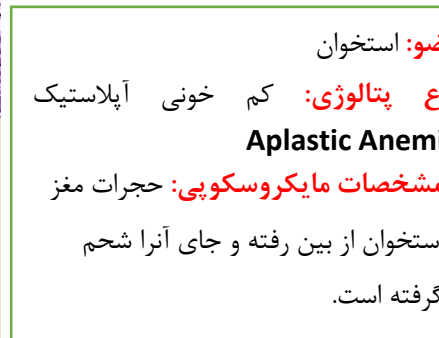 ضو: استخوان
ع پتالوژی: کم خونی آپلاستیک
Aplastic Anemi
مشخصات مایکروسکوپی: حجرات مغز
ستخوان از بین رفته و جای آنرا شحم
گرفته است.